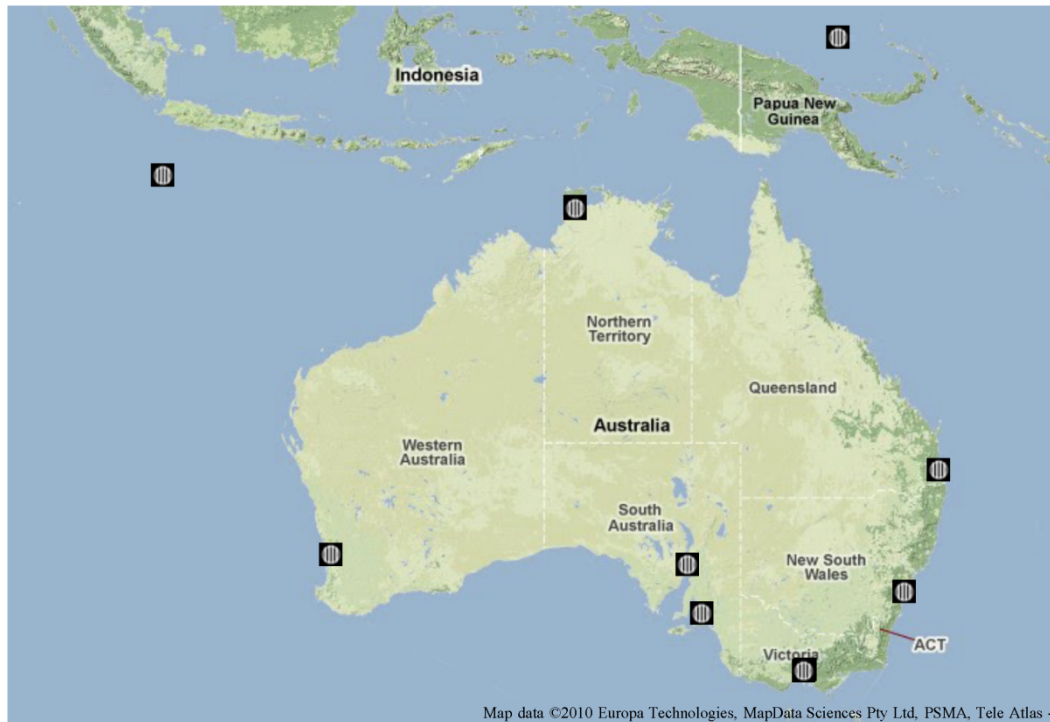 Indonesia
Papua New
Guinea
Northern
Territory
Queensland
Australia
Western
Australia
South
Australia
New South
Wales
ACT
Victoria
Map data ©2010 Europa Technologies, MapData Sciences Pty Ltd, PSMA, Tele Atlas -